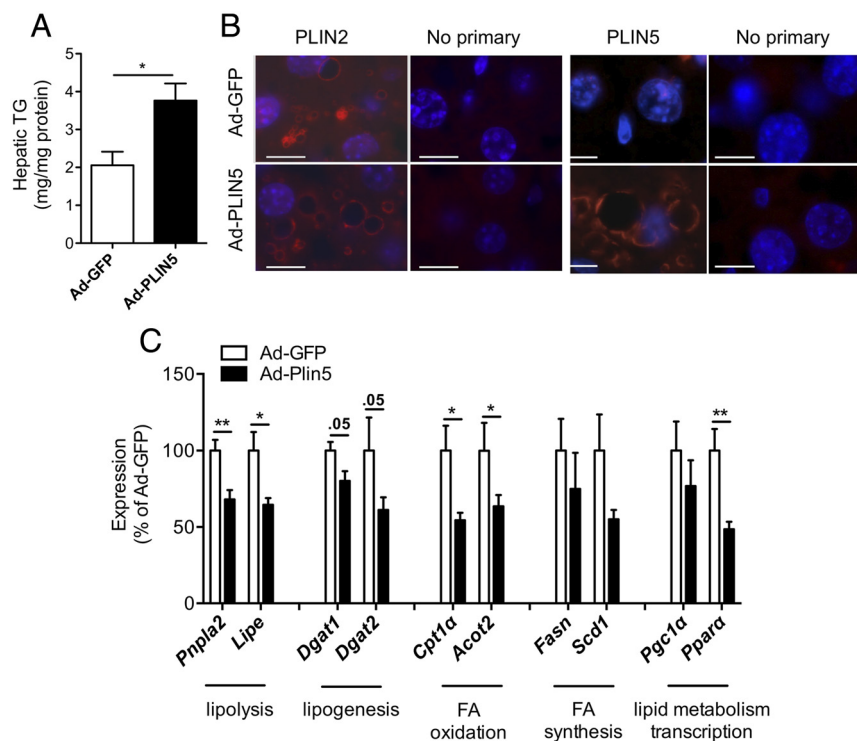 A
B
PLIN2
No primary
PLIN5
No primary
Ad-GFP
Ad-PLIN5
Hepatic TG
(mg/mg protein)
5
4
3
2
1
0
*
Ad-GFP
Ad-PLIN5
C
Ad-GFP
Ad-Plin5
Expression
(% of Ad-GFP)
150
100
50
0
**
*
.05
.05
*
*
**
Pnpla2
Lipe
Dgat1
Dgat2
Cpt1α
Acot2
Fasn
Scd1
Pgc1α
Pparα
lipolysis
lipogenesis
FA
oxidation
FA
synthesis
lipid metabolism
transcription